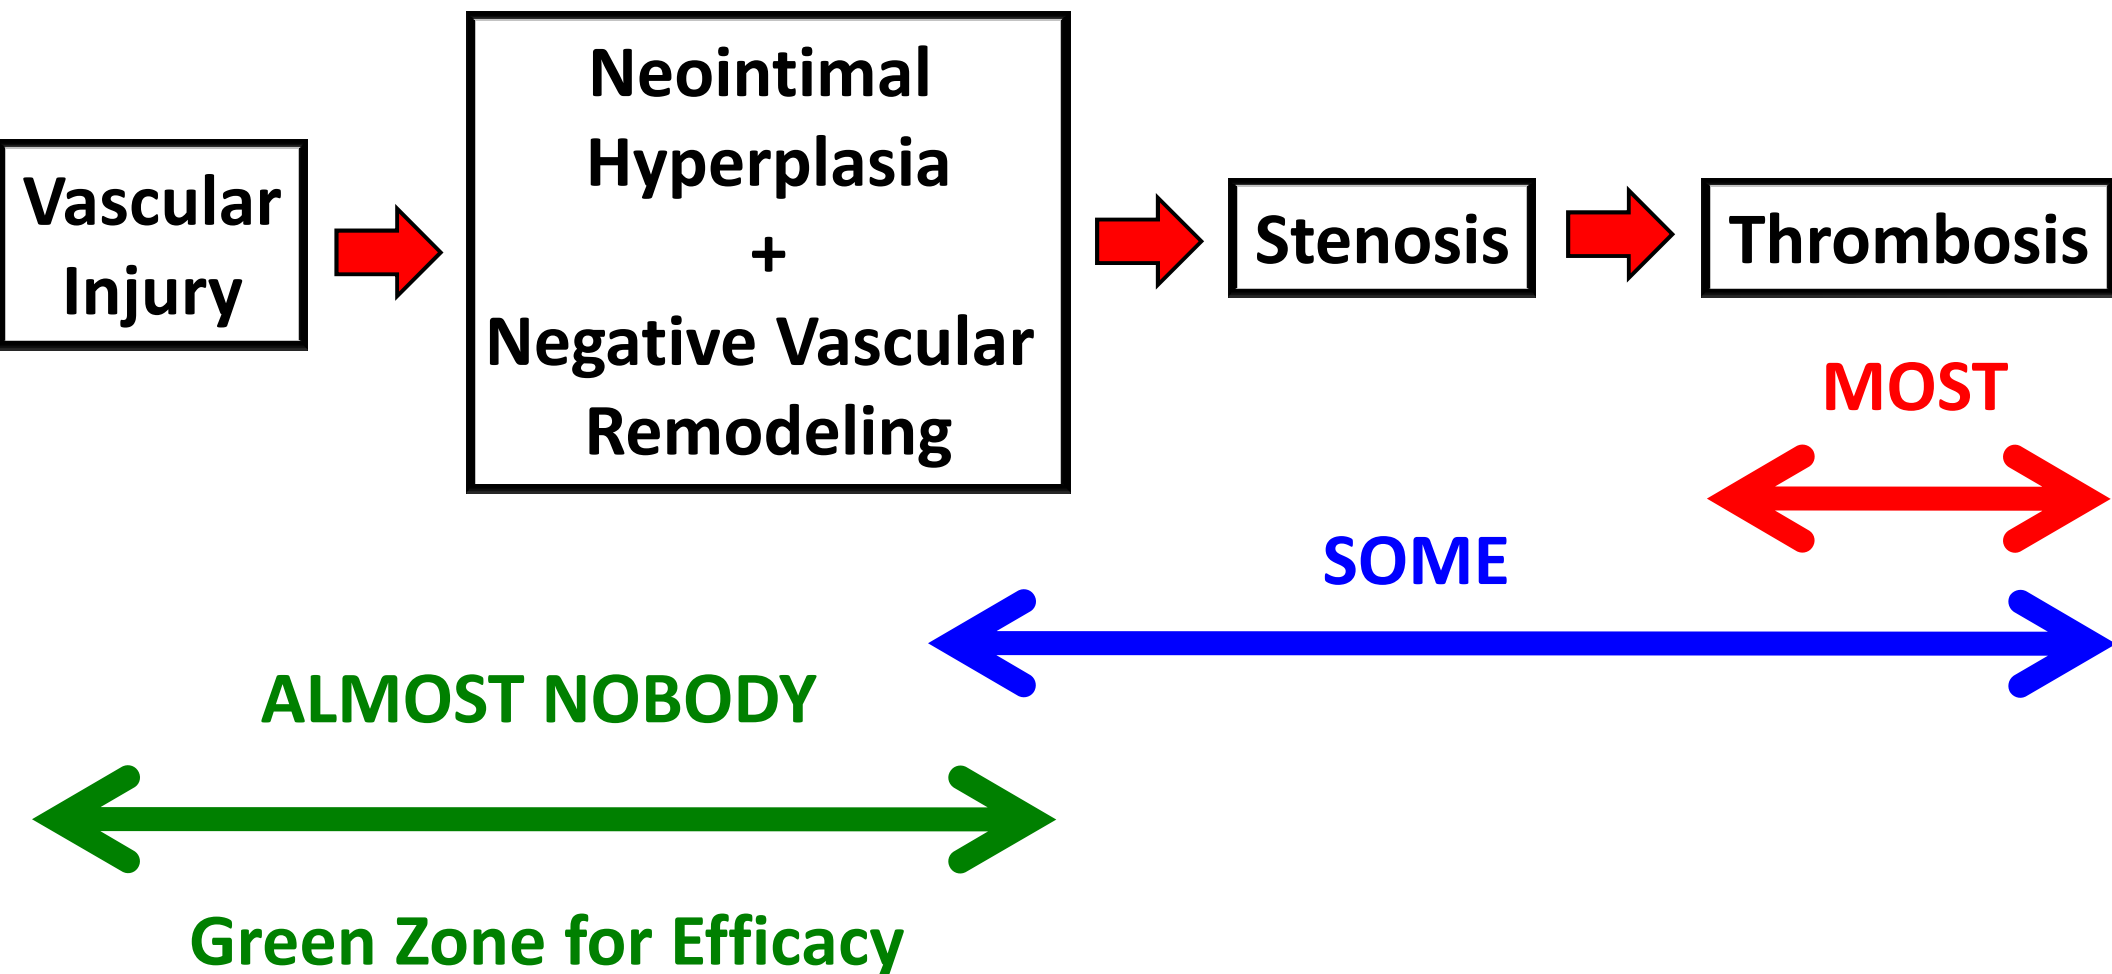 Vascular
Injury
Neointimal
Hyperplasia
+
Negative Vascular
Remodeling
Stenosis
Thrombosis
MOST
SOME
ALMOST NOBODY
Green Zone for Efficacy